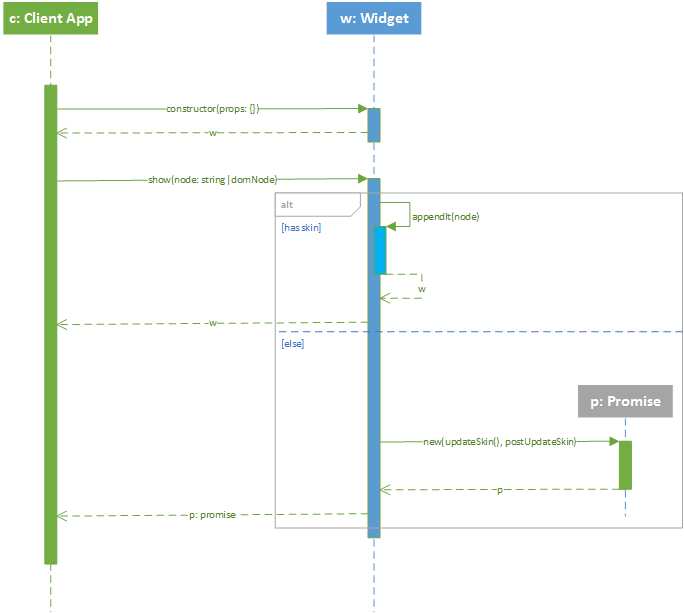 c: Client App
w: Widget
constructor(props: {})
w
show(node: string|domNode)
alt
appendIt(node)
[has skin]
w
w
[else]
p: Promise
new(updateSkin(), postUpdateSkin)
p
p: promise